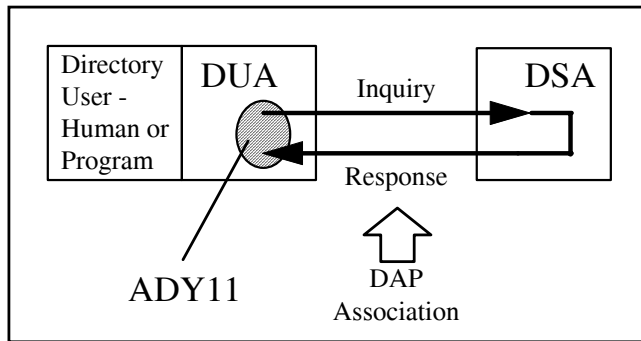 Directory
User -
Human or
Program
DUA
Inquiry
Response
DSA
ADY11
DAP
Association